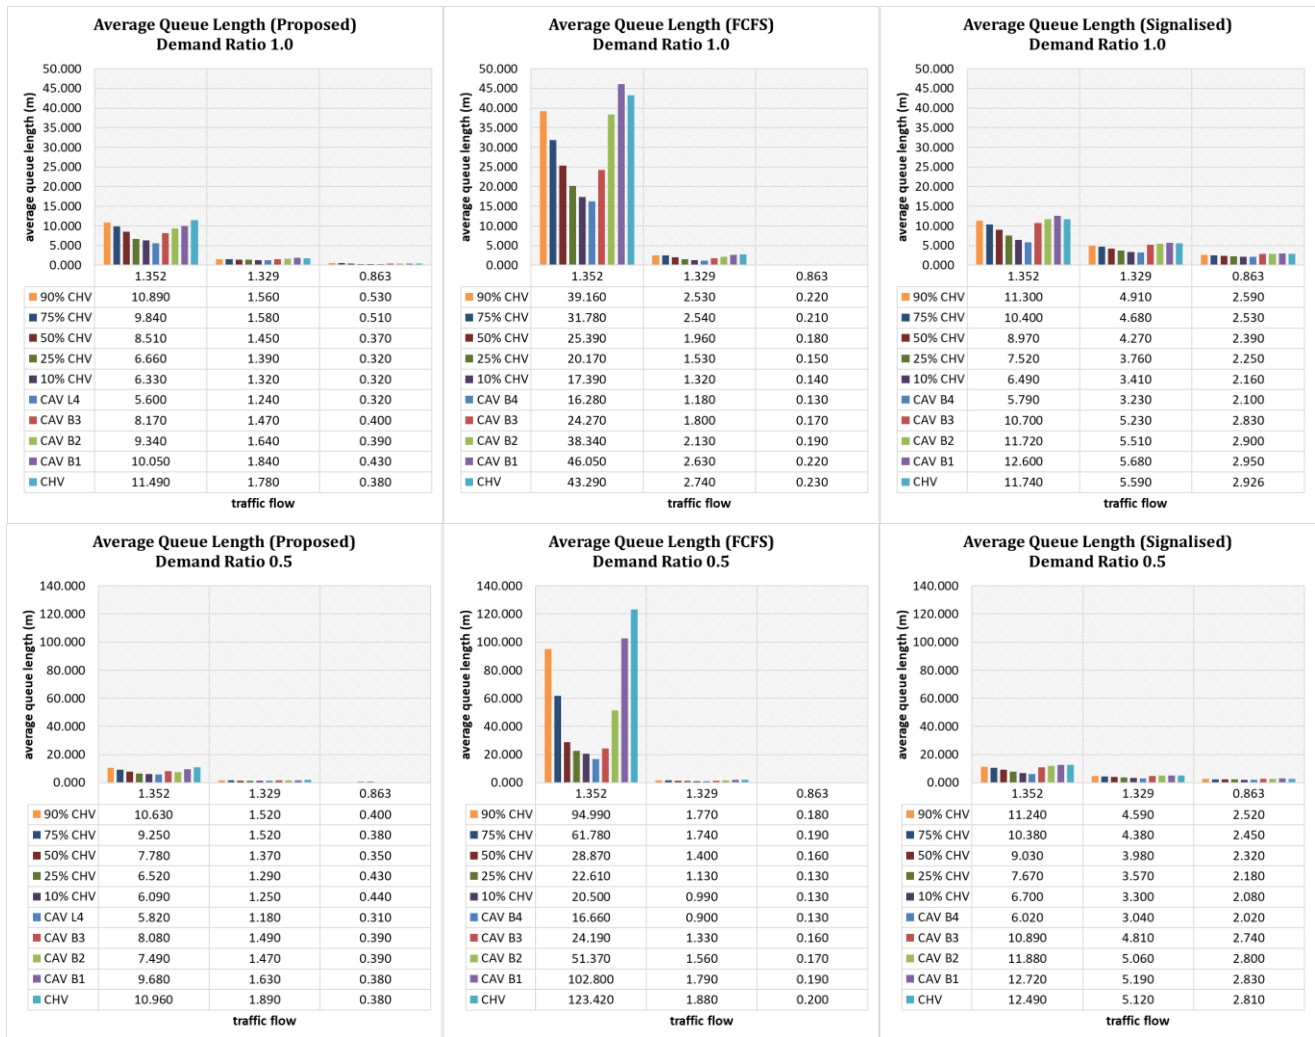 Average Queue Length (Proposed)
Demand Ratio 1.0
average queue length (m)
50.000
45.000
40.000
35.000
30.000
25.000
20.000
15.000
10.000
5.000
0.000
1.352 1.329 0.863
90% CHV 10.890 1.560 0.530
75% CHV 9.840 1.580 0.510
50% CHV 8.510 1.450 0.370
25% CHV 6.660 1.390 0.320
10% CHV 6.330 1.320 0.320
CAV L4 5.600 1.240 0.320
CAV B3 8.170 1.470 0.400
CAV B2 9.340 1.640 0.390
CAV B1 10.050 1.840 0.430
CHV 11.490 1.780 0.380
traffic flow
Average Queue Length (FCFS)
Demand Ratio 1.0
average queue length (m)
50.000
45.000
40.000
35.000
30.000
25.000
20.000
15.000
10.000
5.000
0.000
1.352 1.329 0.863
90% CHV 39.160 2.530 0.220
75% CHV 31.780 2.540 0.210
50% CHV 25.390 1.960 0.180
25% CHV 20.170 1.530 0.150
10% CHV 17.390 1.320 0.140
CAV B4 16.280 1.180 0.130
CAV B3 24.270 1.800 0.170
CAV B2 38.340 2.130 0.190
CAV B1 46.050 2.630 0.220
CHV 43.290 2.740 0.230
traffic flow
Average Queue Length (Signalised)
Demand Ratio 1.0
average queue length (m)
50.000
45.000
40.000
35.000
30.000
25.000
20.000
15.000
10.000
5.000
0.000
1.352 1.329 0.863
90% CHV 11.300 4.910 2.590
75% CHV 10.400 4.680 2.530
50% CHV 8.970 4.270 2.390
25% CHV 7.520 3.760 2.250
10% CHV 6.490 3.410 2.160
CAV B4 5.790 3.230 2.100
CAV B3 10.700 5.230 2.830
CAV B2 11.720 5.510 2.900
CAV B1 12.600 5.680 2.950
CHV 11.740 5.590 2.926
traffic flow
Average Queue Length (Proposed)
Demand Ratio 0.5
average queue length (m)
140.000
120.000
100.000
80.000
60.000
40.000
20.000
0.000
1.352 1.329 0.863
90% CHV 10.630 1.520 0.400
75% CHV 9.250 1.520 0.380
50% CHV 7.780 1.370 0.350
25% CHV 6.520 1.290 0.430
10% CHV 6.090 1.250 0.440
CAV L4 5.820 1.180 0.310
CAV B3 8.080 1.490 0.390
CAV B2 7.490 1.470 0.390
CAV B1 9.680 1.630 0.380
CHV 10.960 1.890 0.380
traffic flow
Average Queue Length (FCFS)
Demand Ratio 0.5
average queue length (m)
140.000
120.000
100.000
80.000
60.000
40.000
20.000
0.000
1.352 1.329 0.863
90% CHV 94.990 1.770 0.180
75% CHV 61.780 1.740 0.190
50% CHV 28.870 1.400 0.160
25% CHV 22.610 1.130 0.130
10% CHV 20.500 0.990 0.130
CAV B4 16.660 0.900 0.130
CAV B3 24.190 1.330 0.160
CAV B2 51.370 1.560 0.170
CAV B1 102.800 1.790 0.190
CHV 123.420 1.880 0.200
traffic flow
Average Queue Length (Signalised)
Demand Ratio 0.5
average queue length (m)
140.000
120.000
100.000
80.000
60.000
40.000
20.000
0.000
1.352 1.329 0.863
90% CHV 11.240 4.590 2.520
75% CHV 10.380 4.380 2.450
50% CHV 9.030 3.980 2.320
25% CHV 7.670 3.570 2.180
10% CHV 6.700 3.300 2.080
CAV B4 6.020 3.040 2.020
CAV B3 10.890 4.810 2.740
CAV B2 11.880 5.060 2.800
CAV B1 12.720 5.190 2.830
CHV 12.490 5.120 2.810
traffic flow